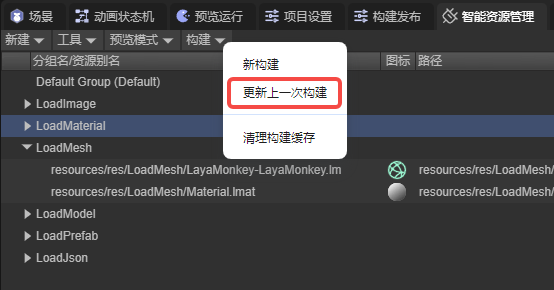 场景 动画状态机 预览运行 项目设置 构建发布 智能资源管理
新建 工具 预览模式 构建
分组名/资源别名 图标 路径
新构建
更新上一次构建
清理构建缓存
Default Group (Default)
LoadImage
LoadMaterial
LoadMesh
resources/res/LoadMesh/LayaMonkey-LayaMonkey.lm resources/res/LoadMesh/
resources/res/LoadMesh/Material.lmat resources/res/LoadMesh/
LoadModel
LoadPrefab
LoadJson